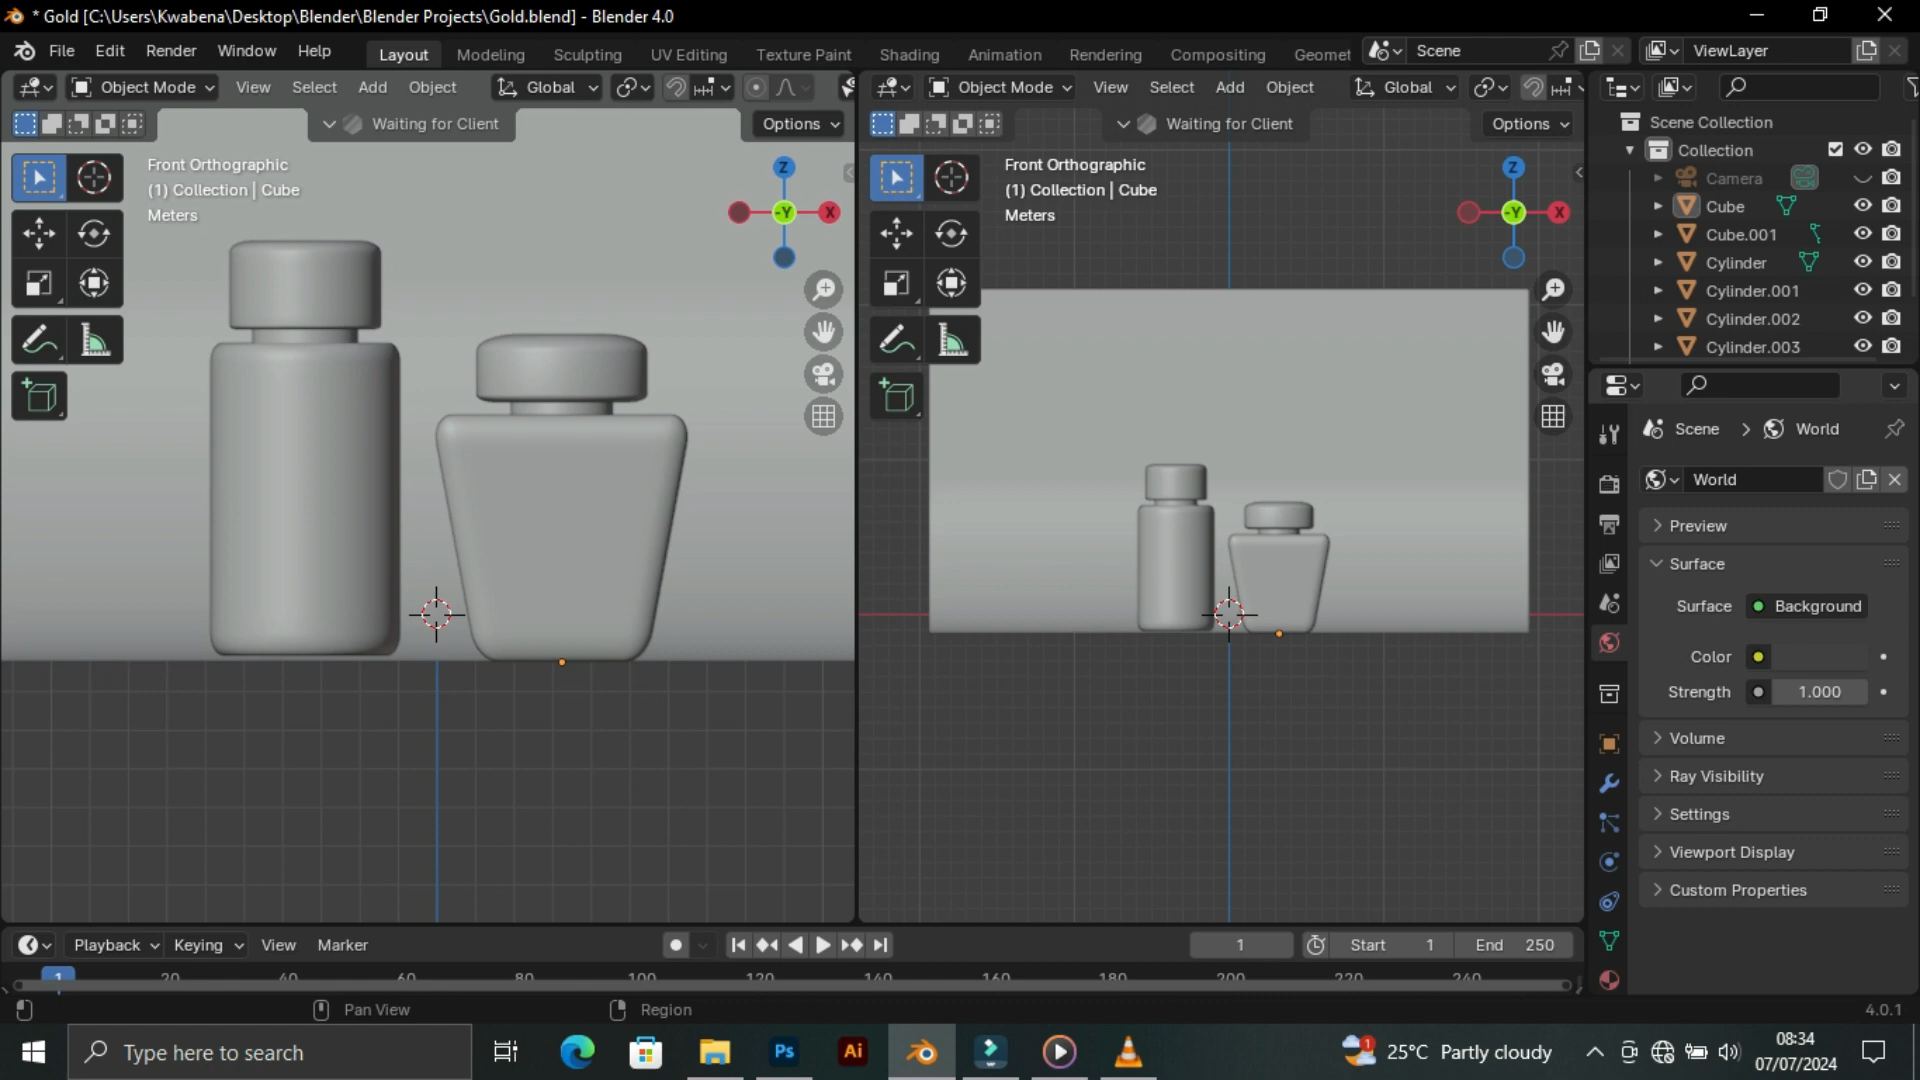 * Gold [C:\Users\Kwabena\Desktop\Blender\Blender Projects\Gold.blend] - Blender 4.0
File Edit Render Window Help Layout Modeling Sculpting UV Editing Texture Paint Shading Animation Rendering Compositing Geomet Scene ViewLayer
Object Mode View Select Add Object Global Object Mode View Select Add Object Global
Waiting for Client Options Waiting for Client Options
Front Orthographic
(1) Collection | Cube
Meters
Z
-Y
X
Front Orthographic
(1) Collection | Cube
Meters
Z
-Y
X
Scene Collection
Collection
Camera
Cube
Cube.001
Cylinder
Cylinder.001
Cylinder.002
Cylinder.003
Scene > World
World
Preview
Surface
Surface Background
Color
Strength 1.000
Volume
Ray Visibility
Settings
Viewport Display
Custom Properties
Playback Keying View Marker 1 Start 1 End 250
1 20 40 60 80 100 120 140 160 180 200 220 240
Pan View Region 4.0.1
Type here to search Ps Ai 1 25°C Partly cloudy 08:34
07/07/2024